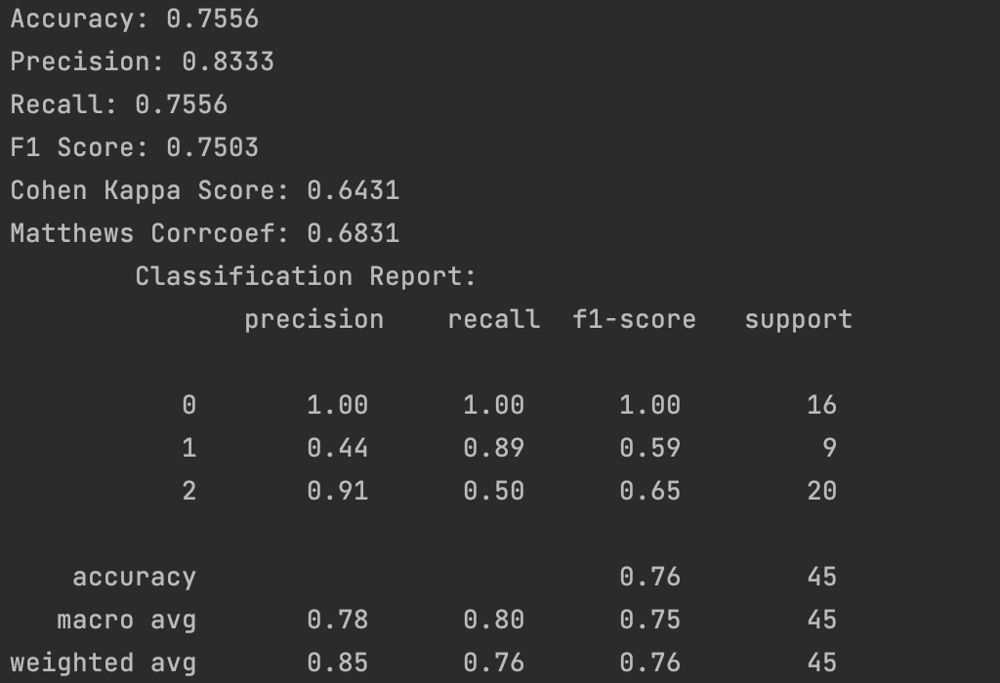 Accuracy: 0.7556
Precision: 0.8333
Recall: 0.7556
F1 Score: 0.7503
Cohen Kappa Score: 0.6431
Matthews Corrcoef: 0.6831
Classification Report:
precision recall f1-score support
0 1.00 1.00 1.00 16
1 0.44 0.89 0.59 9
2 0.91 0.50 0.65 20
accuracy 0.76 45
macro avg 0.78 0.80 0.75 45
weighted avg 0.85 0.76 0.76 45